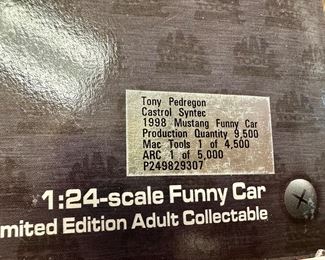 Tony Pedregon
Castrol Syntec
1998 Mustang Funny Car
Production Quantity 9,500
Mac Tools 1 of 4,500
ARC 1 of 5,000
P249829307
1:24-scale Funny Car
imited Edition Adult Collectable